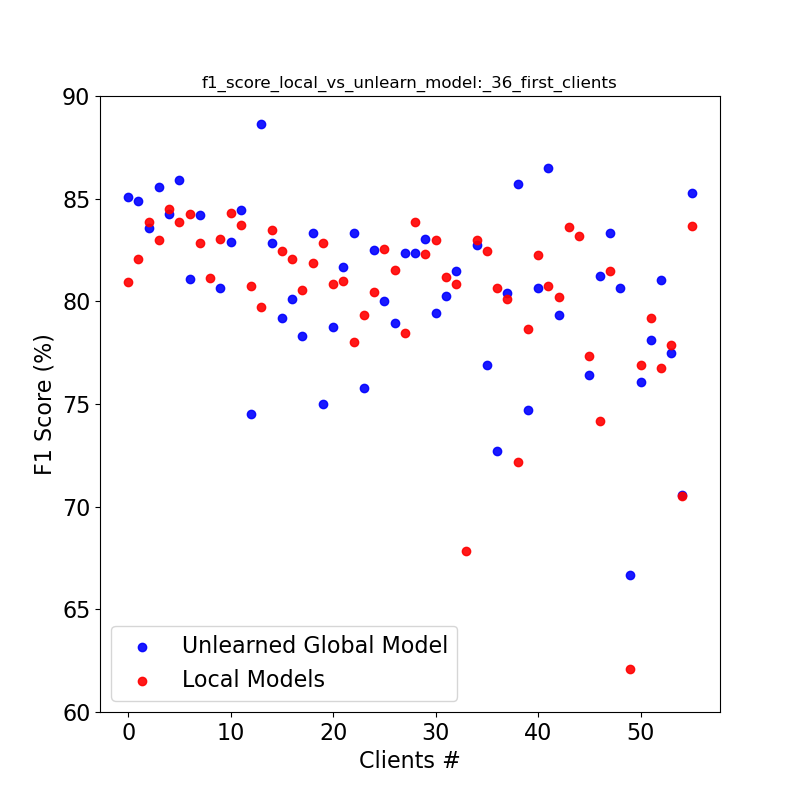 f1_score_local_vs_unlearn_model:_36_first_clients
90
85
80
75
70
65
60
F1 Score (%)
Unlearned Global Model
Local Models
0 10 20 30 40 50
Clients #